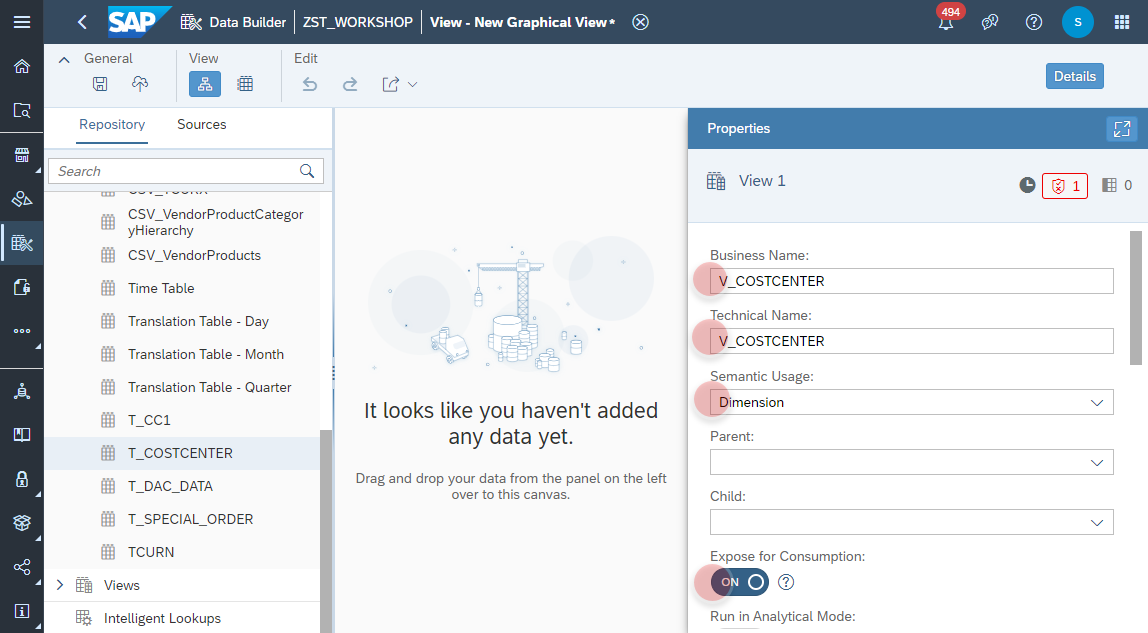 SAP
Data Builder
ZST_WORKSHOP
View - New Graphical View*
494
S
General
View
Edit
Details
Repository
Sources
Search
CSV_VendorProductCategor
yHierarchy
CSV_VendorProducts
Time Table
Translation Table - Day
Translation Table - Month
Translation Table - Quarter
T_CC1
T_COSTCENTER
T_DAC_DATA
T_SPECIAL_ORDER
TCURN
Views
Intelligent Lookups
It looks like you haven't added
any data yet.
Drag and drop your data from the panel on the left
over to this canvas.
Properties
View 1
1
0
Business Name:
V_COSTCENTER
Technical Name:
V_COSTCENTER
Semantic Usage:
Dimension
Parent:
Child:
Expose for Consumption:
ON
Run in Analytical Mode: